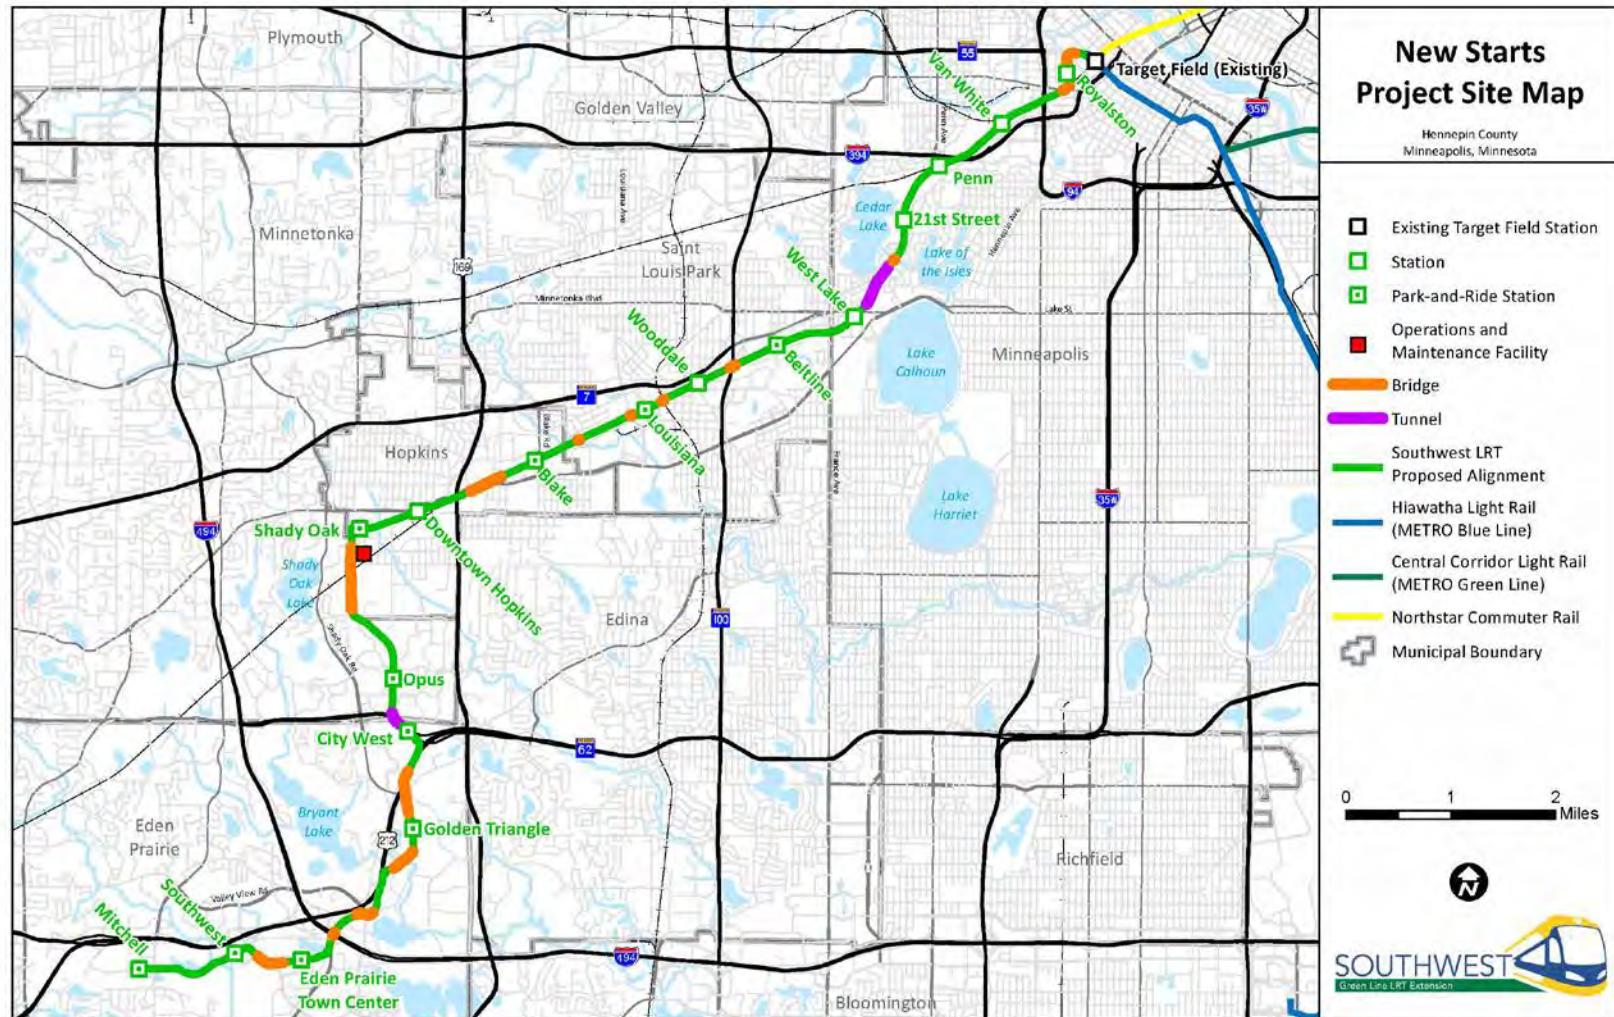 Plymouth
55
Target Field (Existing)
Van White
Royalston
35W
Golden Valley
Penn Ave
394
94
Penn
Louisiana Ave
Cedar
Lake
21st Street
Hennepin Ave
Minnetonka
Saint
Louis Park
Lake of
the Isles
169
West Lake
Minnetonka Blvd
Lake St
Wooddale
Beltline
Lake
Calhoun
Minneapolis
7
Louisiana
Blake Rd
Hopkins
Blake
France Ave
Lake
Harriet
35W
494
Shady Oak
Downtown Hopkins
Shady
Oak
Lake
Edina
100
Shady Oak Rd
Opus
City West
62
Bryant
Lake
Golden Triangle
Eden
Prairie
212
Richfield
Valley View Rd
Southwest
Mitchell
494
Eden Prairie
Town Center
Bloomington
New Starts
Project Site Map
Hennepin County
Minneapolis, Minnesota
Existing Target Field Station
Station
Park-and-Ride Station
Operations and
Maintenance Facility
Bridge
Tunnel
Southwest LRT
Proposed Alignment
Hiawatha Light Rail
(METRO Blue Line)
Central Corridor Light Rail
(METRO Green Line)
Northstar Commuter Rail
Municipal Boundary
0 1 2
Miles
N
SOUTHWEST
Green Line LRT Extension